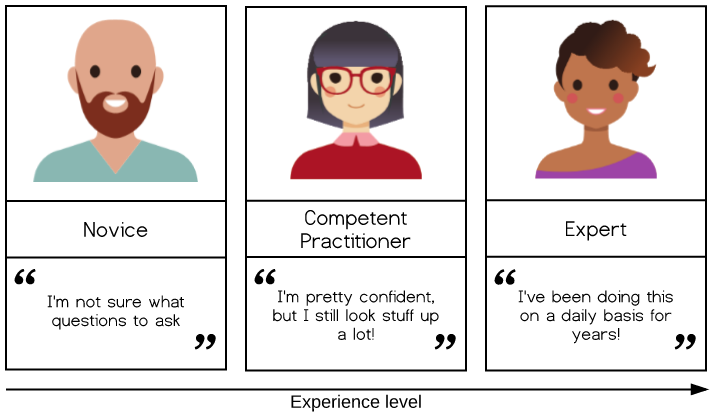 Novice
Competent
Practitioner
Expert
“
I'm not sure what
questions to ask
”
“
I'm pretty confident,
but I still look stuff up
a lot!
”
“
I've been doing this
on a daily basis for
years!
”
Experience level